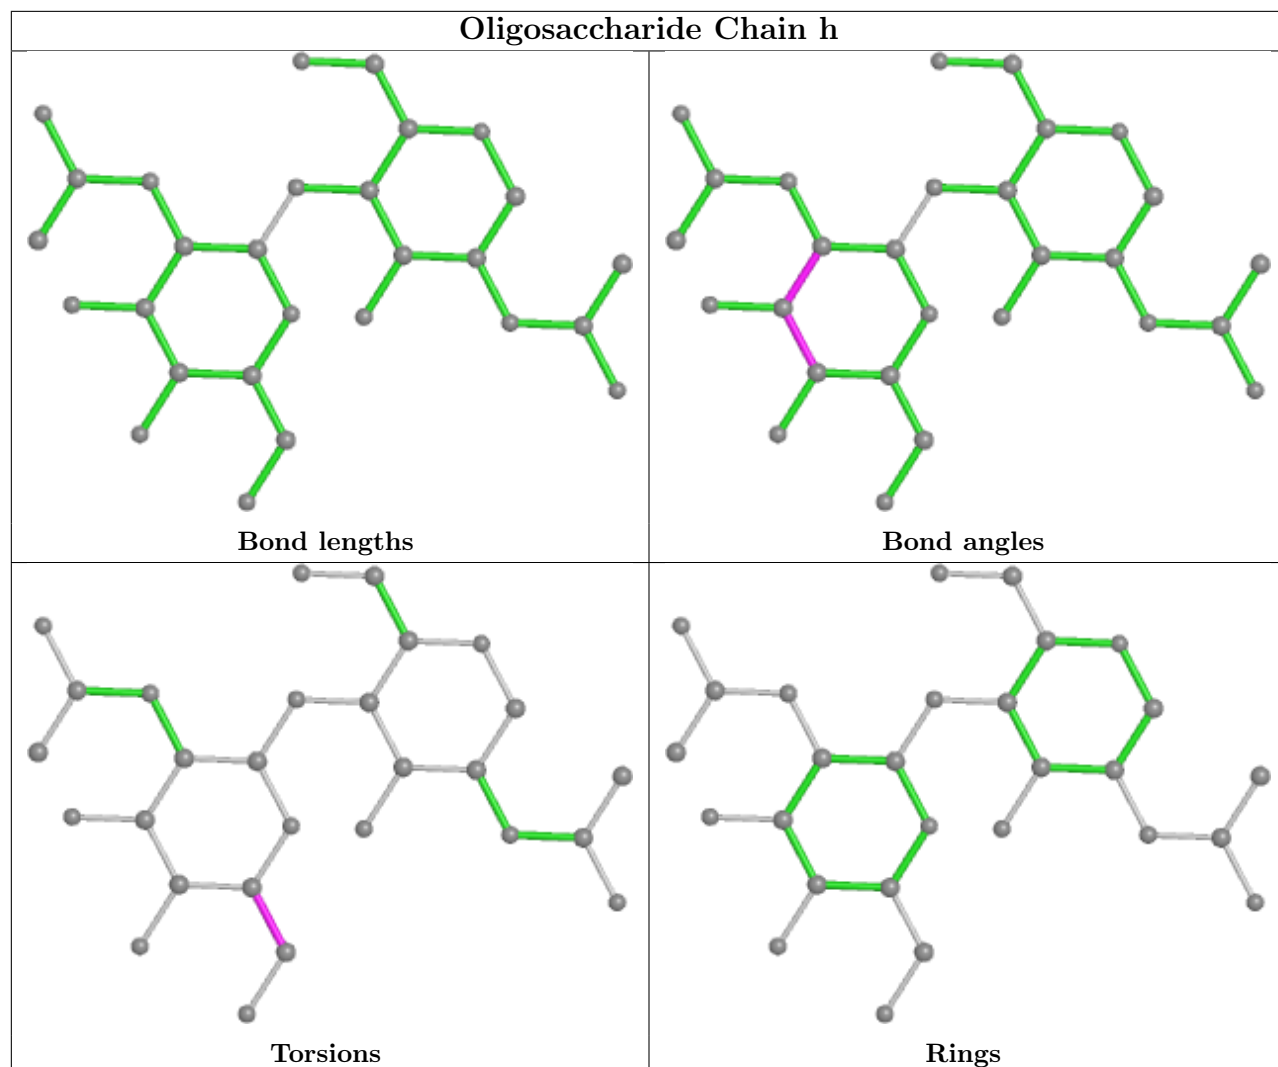 Oligosaccharide Chain h
Bond lengths
Bond angles
Torsions
Rings